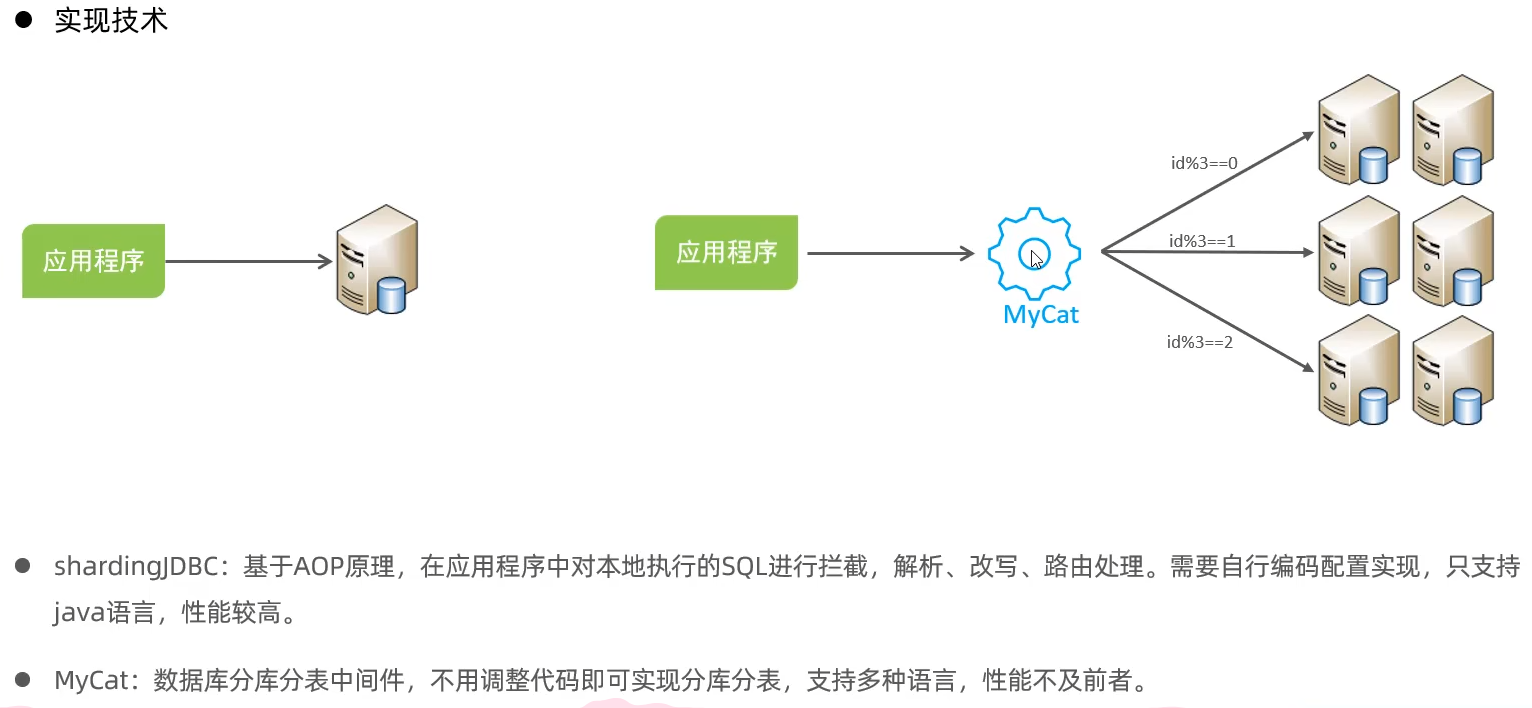 实现技术
应用程序
应用程序
MyCat
id%3==0
id%3==1
id%3==2
shardingJDBC：基于AOP原理，在应用程序中对本地执行的SQL进行拦截，解析、改写、路由处理。需要自行编码配置实现，只支持
java语言，性能较高。
MyCat：数据库分库分表中间件，不用调整代码即可实现分库分表，支持多种语言，性能不及前者。